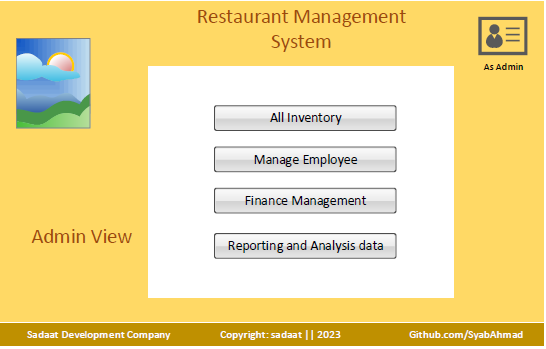 Restaurant Management
System
As Admin
All Inventory
Manage Employee
Finance Management
Admin View
Reporting and Analysis data
Sadaat Development Company Copyright: sadaat || 2023 Github.com/SyabAhmad